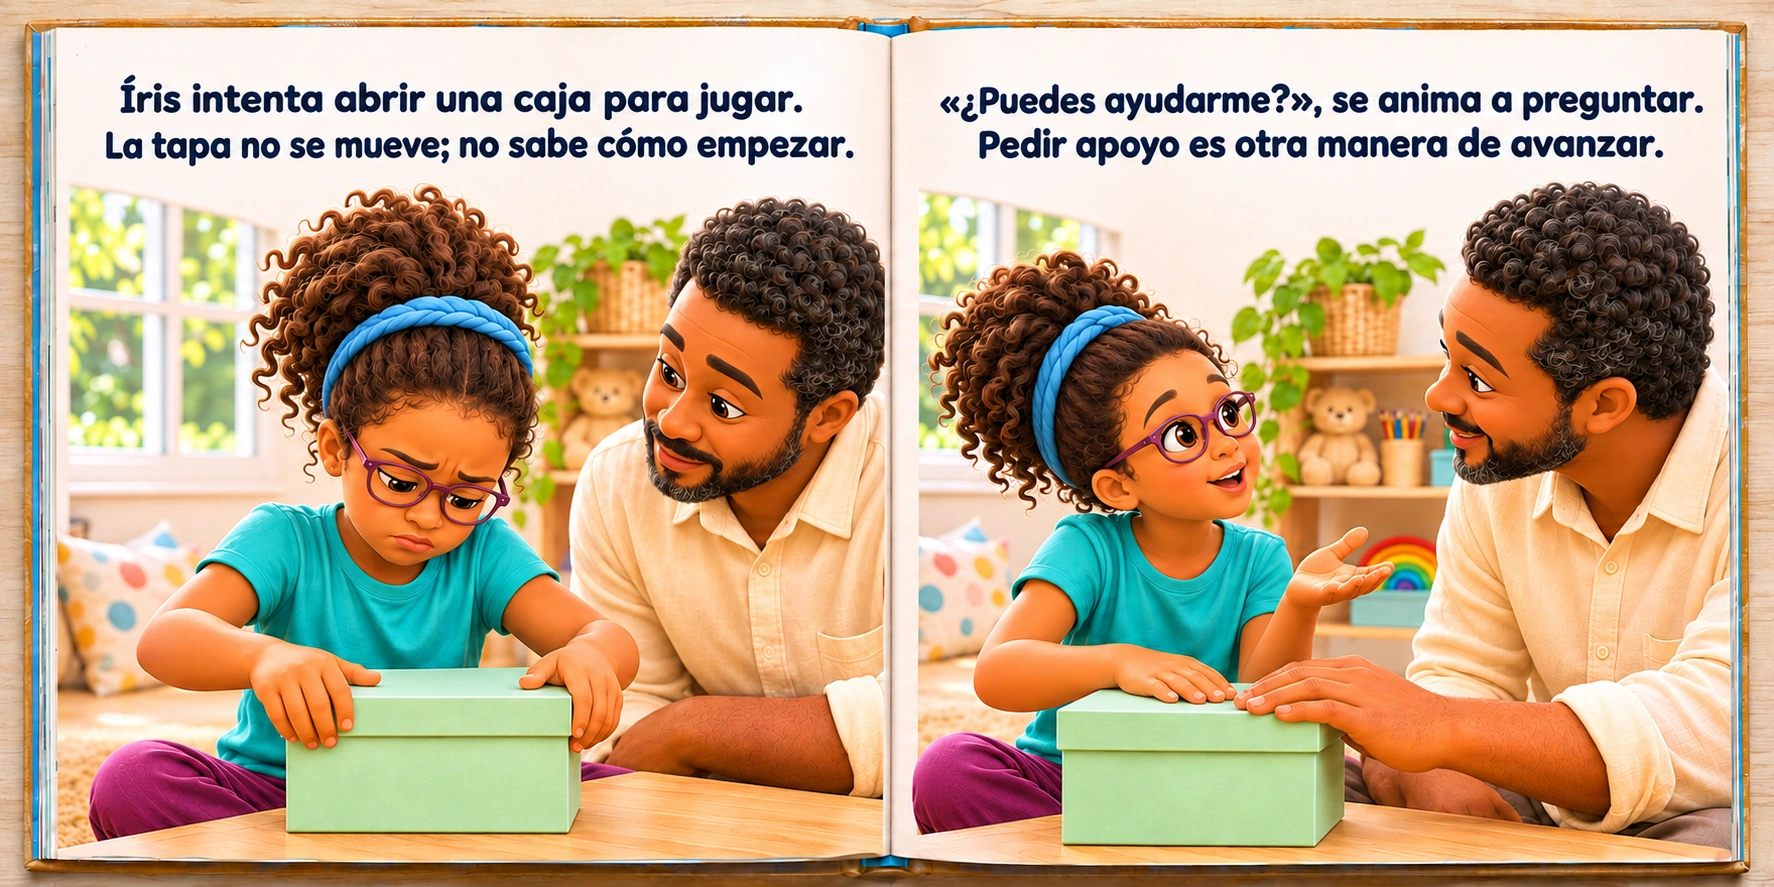 Íris intenta abrir una caja para jugar.
La tapa no se mueve; no sabe cómo empezar.
«¿Puedes ayudarme?», se anima a preguntar.
Pedir apoyo es otra manera de avanzar.